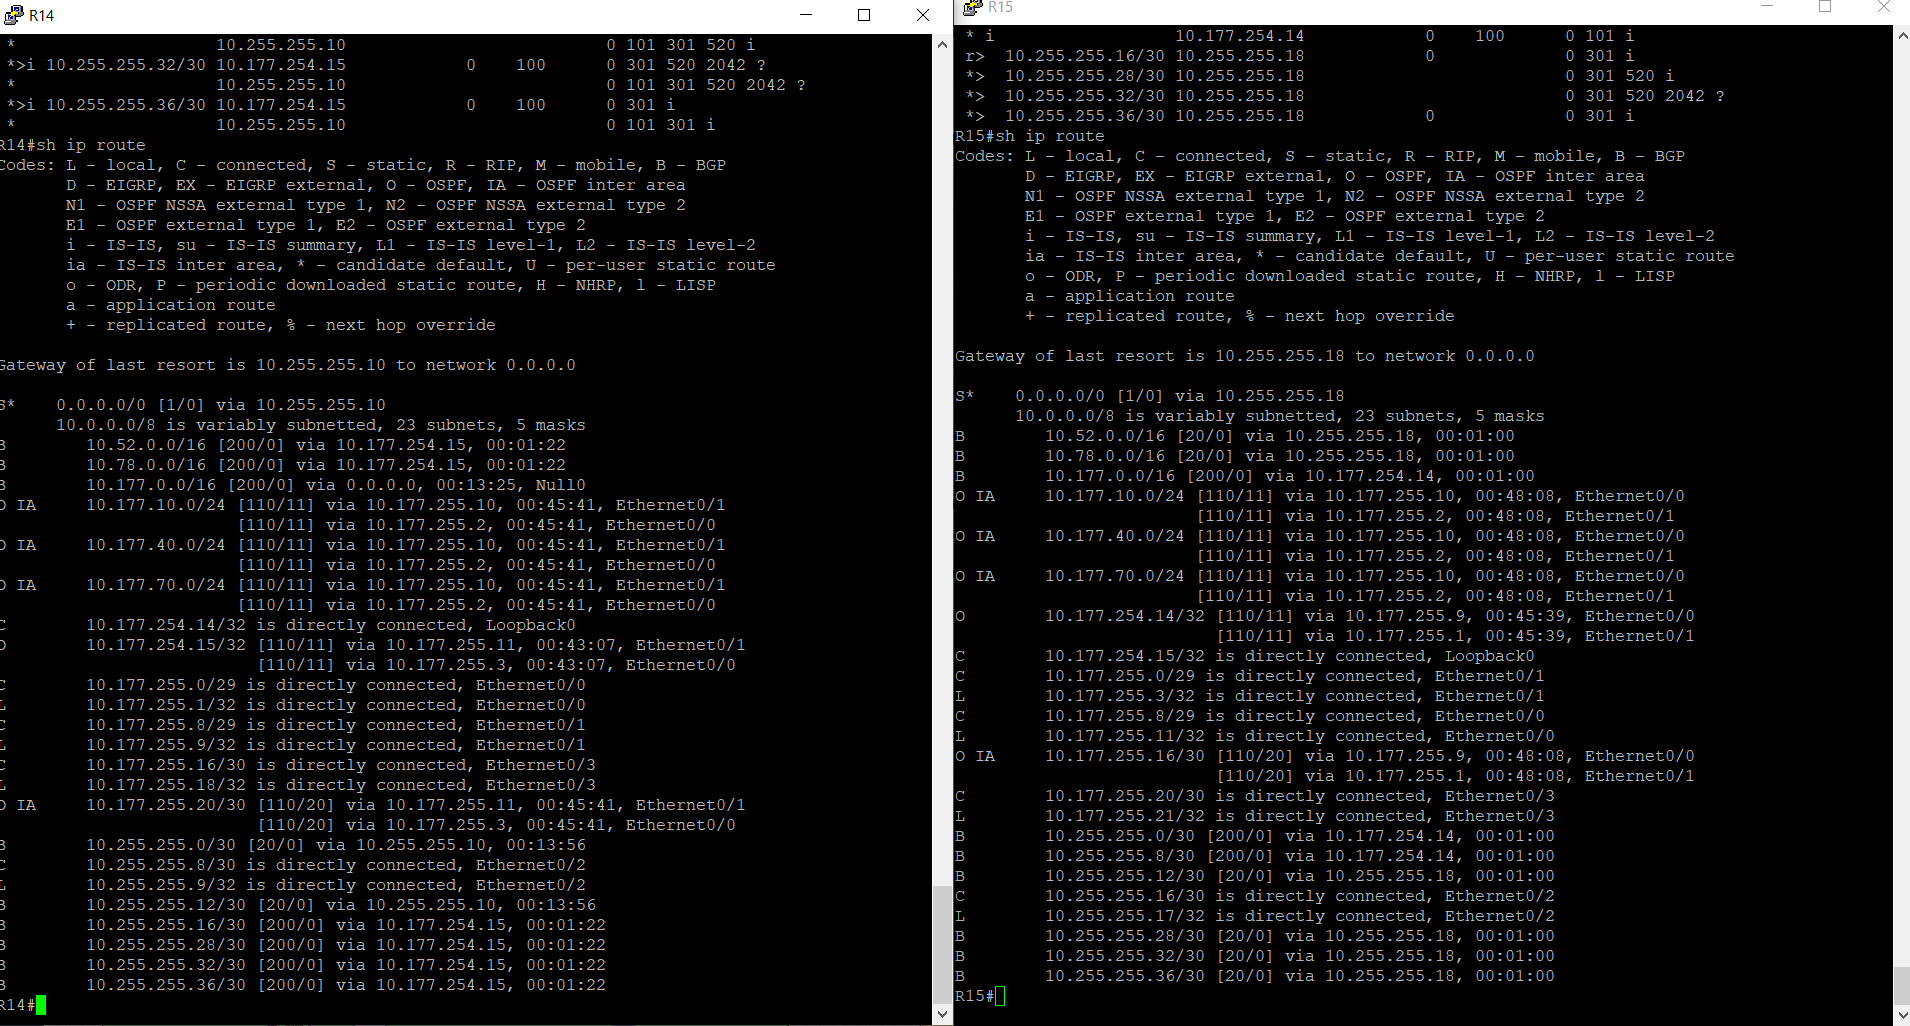 R14
*                    10.255.255.10                          0 101 301 520 i
*>i 10.255.255.32/30 10.177.254.15            0    100      0 301 520 2042 ?
*                    10.255.255.10                          0 101 301 520 2042 ?
*>i 10.255.255.36/30 10.177.254.15            0    100      0 301 i
*                    10.255.255.10                          0 101 301 i
R14#sh ip route
Codes: L - local, C - connected, S - static, R - RIP, M - mobile, B - BGP
D - EIGRP, EX - EIGRP external, O - OSPF, IA - OSPF inter area
N1 - OSPF NSSA external type 1, N2 - OSPF NSSA external type 2
E1 - OSPF external type 1, E2 - OSPF external type 2
i - IS-IS, su - IS-IS summary, L1 - IS-IS level-1, L2 - IS-IS level-2
ia - IS-IS inter area, * - candidate default, U - per-user static route
o - ODR, P - periodic downloaded static route, H - NHRP, l - LISP
a - application route
+ - replicated route, % - next hop override
Gateway of last resort is 10.255.255.10 to network 0.0.0.0
S*    0.0.0.0/0 [1/0] via 10.255.255.10
10.0.0.0/8 is variably subnetted, 23 subnets, 5 masks
B        10.52.0.0/16 [200/0] via 10.177.254.15, 00:01:22
B        10.78.0.0/16 [200/0] via 10.177.254.15, 00:01:22
B        10.177.0.0/16 [200/0] via 0.0.0.0, 00:13:25, Null0
O IA     10.177.10.0/24 [110/11] via 10.177.255.10, 00:45:41, Ethernet0/1
[110/11] via 10.177.255.2, 00:45:41, Ethernet0/0
O IA     10.177.40.0/24 [110/11] via 10.177.255.10, 00:45:41, Ethernet0/1
[110/11] via 10.177.255.2, 00:45:41, Ethernet0/0
O IA     10.177.70.0/24 [110/11] via 10.177.255.10, 00:45:41, Ethernet0/1
[110/11] via 10.177.255.2, 00:45:41, Ethernet0/0
C        10.177.254.14/32 is directly connected, Loopback0
O        10.177.254.15/32 [110/11] via 10.177.255.11, 00:43:07, Ethernet0/1
[110/11] via 10.177.255.3, 00:43:07, Ethernet0/0
C        10.177.255.0/29 is directly connected, Ethernet0/0
L        10.177.255.1/32 is directly connected, Ethernet0/0
C        10.177.255.8/29 is directly connected, Ethernet0/1
L        10.177.255.9/32 is directly connected, Ethernet0/1
C        10.177.255.16/30 is directly connected, Ethernet0/3
L        10.177.255.18/32 is directly connected, Ethernet0/3
O IA     10.177.255.20/30 [110/20] via 10.177.255.11, 00:45:41, Ethernet0/1
[110/20] via 10.177.255.3, 00:45:41, Ethernet0/0
B        10.255.255.0/30 [20/0] via 10.255.255.10, 00:13:56
C        10.255.255.8/30 is directly connected, Ethernet0/2
L        10.255.255.9/32 is directly connected, Ethernet0/2
B        10.255.255.12/30 [20/0] via 10.255.255.10, 00:13:56
B        10.255.255.16/30 [200/0] via 10.177.254.15, 00:01:22
B        10.255.255.28/30 [200/0] via 10.177.254.15, 00:01:22
B        10.255.255.32/30 [200/0] via 10.177.254.15, 00:01:22
B        10.255.255.36/30 [200/0] via 10.177.254.15, 00:01:22
R14#
R15
* i                  10.177.254.14            0    100      0 101 i
r>  10.255.255.16/30 10.255.255.18            0             0 301 i
*>  10.255.255.28/30 10.255.255.18                          0 301 520 i
*>  10.255.255.32/30 10.255.255.18                          0 301 520 2042 ?
*>  10.255.255.36/30 10.255.255.18            0             0 301 i
R15#sh ip route
Codes: L - local, C - connected, S - static, R - RIP, M - mobile, B - BGP
D - EIGRP, EX - EIGRP external, O - OSPF, IA - OSPF inter area
N1 - OSPF NSSA external type 1, N2 - OSPF NSSA external type 2
E1 - OSPF external type 1, E2 - OSPF external type 2
i - IS-IS, su - IS-IS summary, L1 - IS-IS level-1, L2 - IS-IS level-2
ia - IS-IS inter area, * - candidate default, U - per-user static route
o - ODR, P - periodic downloaded static route, H - NHRP, l - LISP
a - application route
+ - replicated route, % - next hop override
Gateway of last resort is 10.255.255.18 to network 0.0.0.0
S*    0.0.0.0/0 [1/0] via 10.255.255.18
10.0.0.0/8 is variably subnetted, 23 subnets, 5 masks
B        10.52.0.0/16 [20/0] via 10.255.255.18, 00:01:00
B        10.78.0.0/16 [20/0] via 10.255.255.18, 00:01:00
B        10.177.0.0/16 [200/0] via 10.177.254.14, 00:01:00
O IA     10.177.10.0/24 [110/11] via 10.177.255.10, 00:48:08, Ethernet0/0
[110/11] via 10.177.255.2, 00:48:08, Ethernet0/1
O IA     10.177.40.0/24 [110/11] via 10.177.255.10, 00:48:08, Ethernet0/0
[110/11] via 10.177.255.2, 00:48:08, Ethernet0/1
O IA     10.177.70.0/24 [110/11] via 10.177.255.10, 00:48:08, Ethernet0/0
[110/11] via 10.177.255.2, 00:48:08, Ethernet0/1
O        10.177.254.14/32 [110/11] via 10.177.255.9, 00:45:39, Ethernet0/0
[110/11] via 10.177.255.1, 00:45:39, Ethernet0/1
C        10.177.254.15/32 is directly connected, Loopback0
C        10.177.255.0/29 is directly connected, Ethernet0/1
L        10.177.255.3/32 is directly connected, Ethernet0/1
C        10.177.255.8/29 is directly connected, Ethernet0/0
L        10.177.255.11/32 is directly connected, Ethernet0/0
O IA     10.177.255.16/30 [110/20] via 10.177.255.9, 00:48:08, Ethernet0/0
[110/20] via 10.177.255.1, 00:48:08, Ethernet0/1
C        10.177.255.20/30 is directly connected, Ethernet0/3
L        10.177.255.21/32 is directly connected, Ethernet0/3
B        10.255.255.0/30 [200/0] via 10.177.254.14, 00:01:00
B        10.255.255.8/30 [200/0] via 10.177.254.14, 00:01:00
B        10.255.255.12/30 [20/0] via 10.255.255.18, 00:01:00
C        10.255.255.16/30 is directly connected, Ethernet0/2
L        10.255.255.17/32 is directly connected, Ethernet0/2
B        10.255.255.28/30 [20/0] via 10.255.255.18, 00:01:00
B        10.255.255.32/30 [20/0] via 10.255.255.18, 00:01:00
B        10.255.255.36/30 [20/0] via 10.255.255.18, 00:01:00
R15#